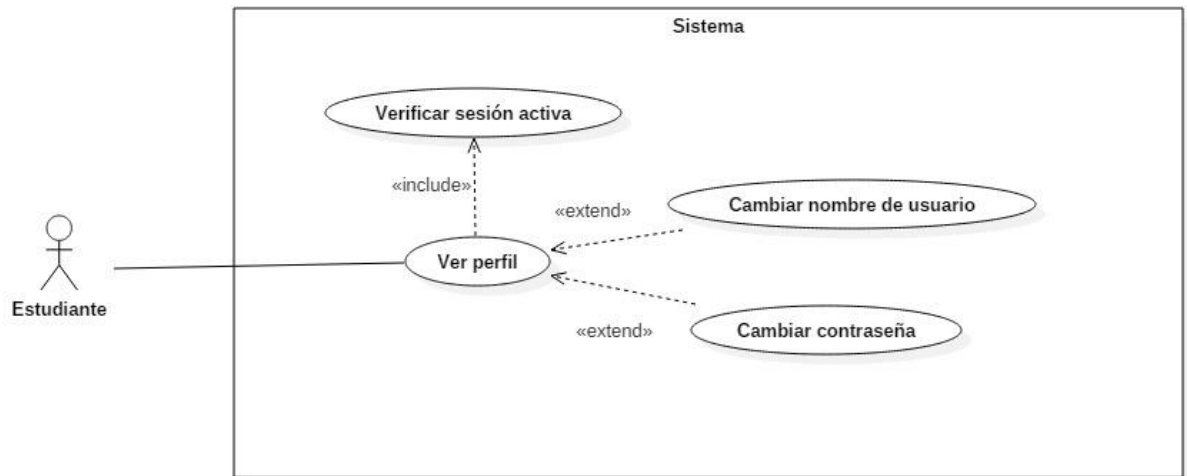 Sistema
Verificar sesión activa
«include»
«extend»
Cambiar nombre de usuario
Ver perfil
Estudiante
«extend»
Cambiar contraseña